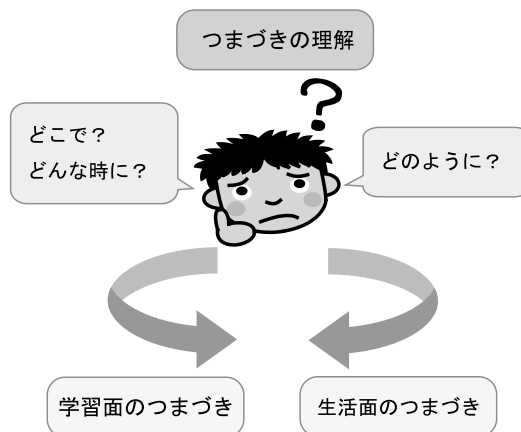 つまづきの理解
?
どこで？
どんな時に？
どのように？
学習面のつまづき
生活面のつまづき